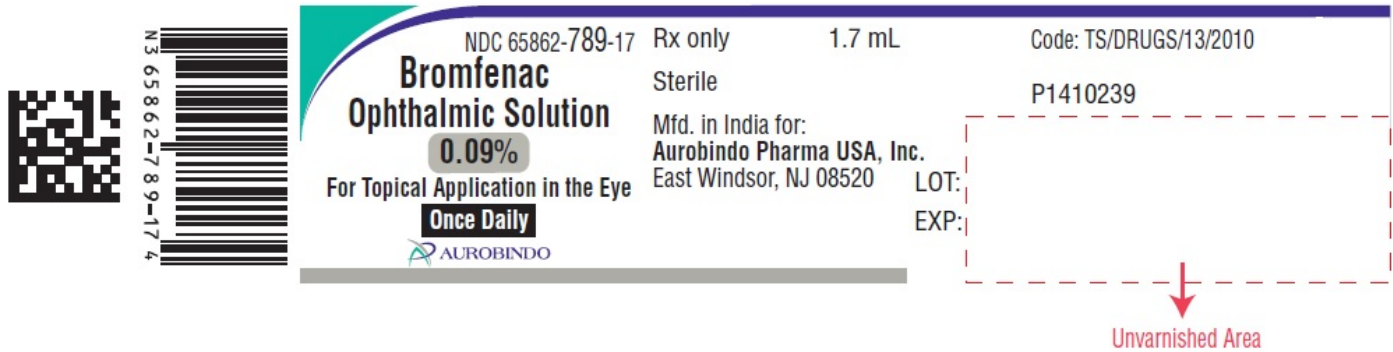 N3 65862-789-17 4
NDC 65862-789-17
Bromfenac
Ophthalmic Solution
0.09%
For Topical Application in the Eye
Once Daily
AUROBINDO
Rx only 1.7 mL
Sterile
Mfd. in India for:
Aurobindo Pharma USA, Inc.
East Windsor, NJ 08520
Code: TS/DRUGS/13/2010
P1410239
LOT:
EXP:
Unvarnished Area